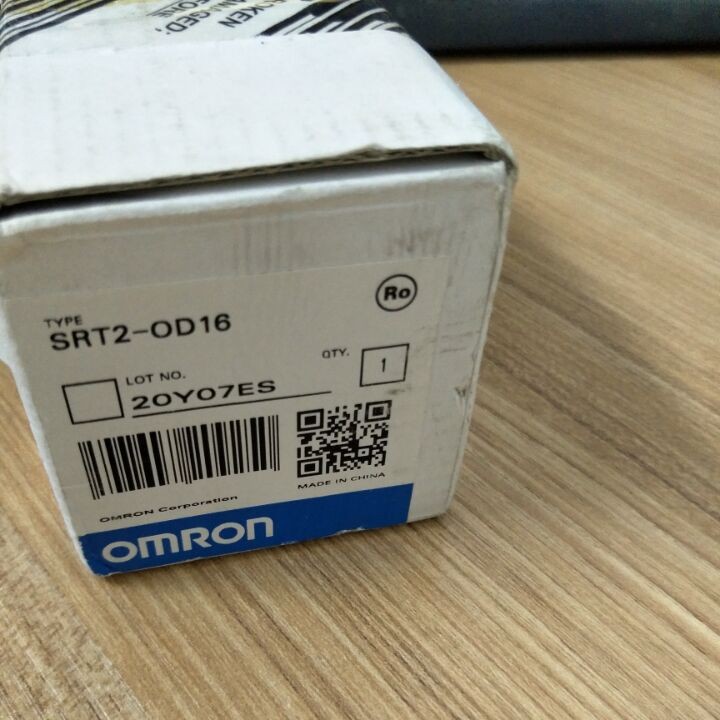 TYPE
SRT2-OD16
Ro
LOT NO.
20Y07ES
QTY.
1
MADE IN CHINA
OMRON Corporation
OMRON